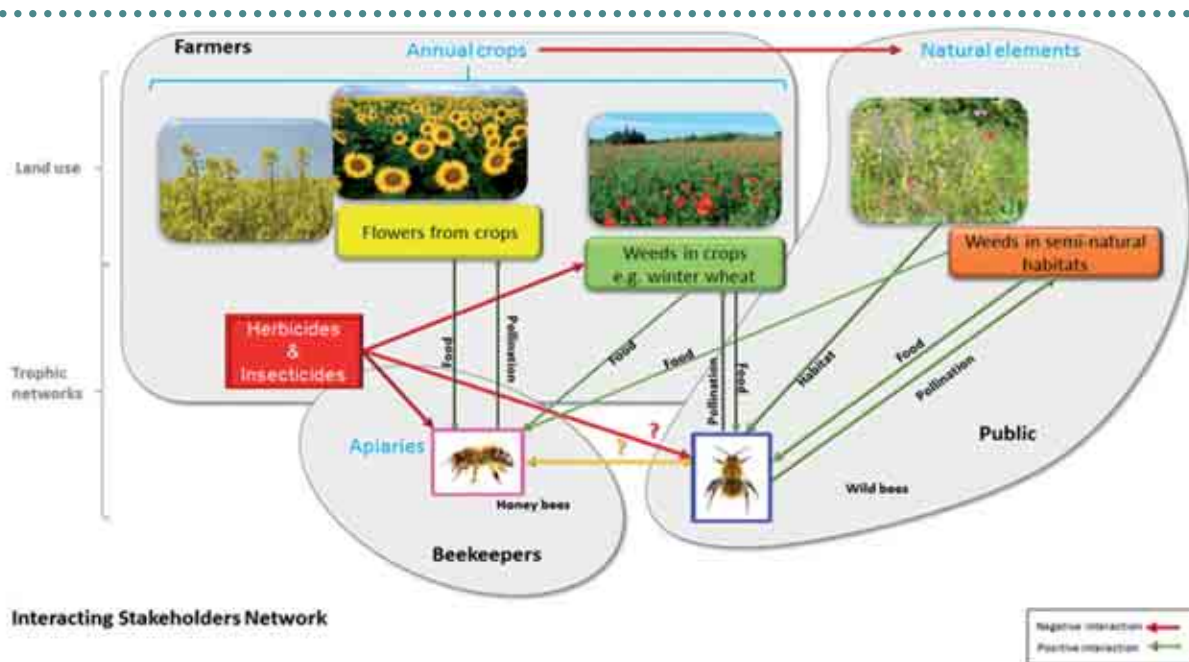 Farmers
Annual crops
Natural elements
Land use
Flowers from crops
Weeds in crops
e.g. winter wheat
Weeds in semi-natural
habitats
Herbicides
&
Insecticides
Trophic
networks
Food
Pollination
Food
Food
Pollination
Food
Habitat
Food
Pollination
Apiaries
?
?
Public
Honey bees
Wild bees
Beekeepers
Interacting Stakeholders Network
Negative interaction
Positive interaction